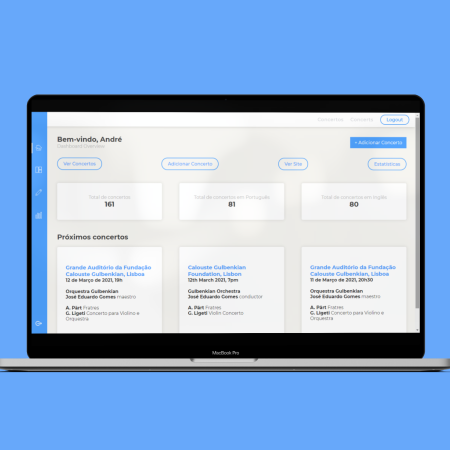 Concertos Concerts Logout
Bem-vindo, André
Dashboard Overview
+ Adicionar Concerto
Ver Concertos Adicionar Concerto Ver Site Estatísticas
Total de concertos Total de concertos em Português Total de concertos em Inglês
161 81 80
Próximos concertos
Grande Auditório da Fundação
Calouste Gulbenkian, Lisboa
12 de Março de 2021, 19h
Orquestra Gulbenkian
José Eduardo Gomes maestro
A. Pärt Fratres
G. Ligeti Concerto para Violino e
Orquestra
Calouste Gulbenkian
Foundation, Lisbon
12th March 2021, 7pm
Gulbenkian Orchestra
José Eduardo Gomes conductor
A. Pärt Fratres
G. Ligeti Violin Concerto
Grande Auditório da Fundação
Calouste Gulbenkian, Lisboa
11 de Março de 2021, 20h30
Orquestra Gulbenkian
José Eduardo Gomes maestro
A. Pärt Fratres
G. Ligeti Concerto para Violino e
Orquestra
MacBook Pro